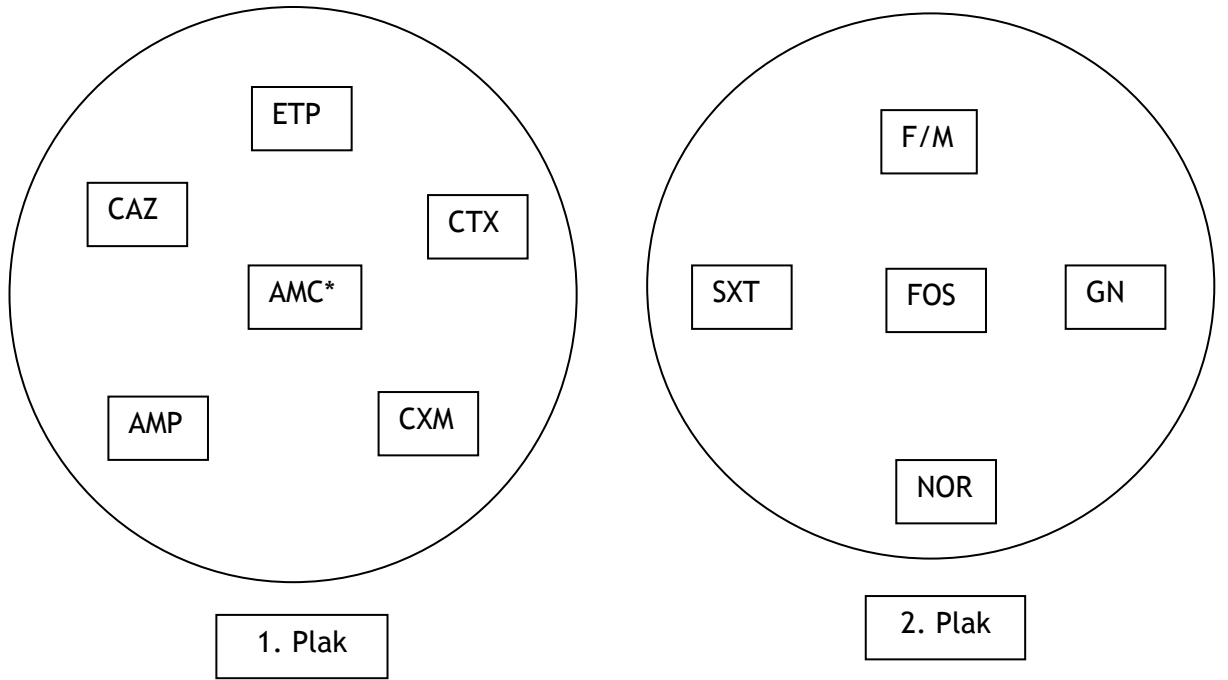 ETP
CAZ
CTX
AMC*
AMP
CXM
1. Plak
F/M
SXT
FOS
GN
NOR
2. Plak